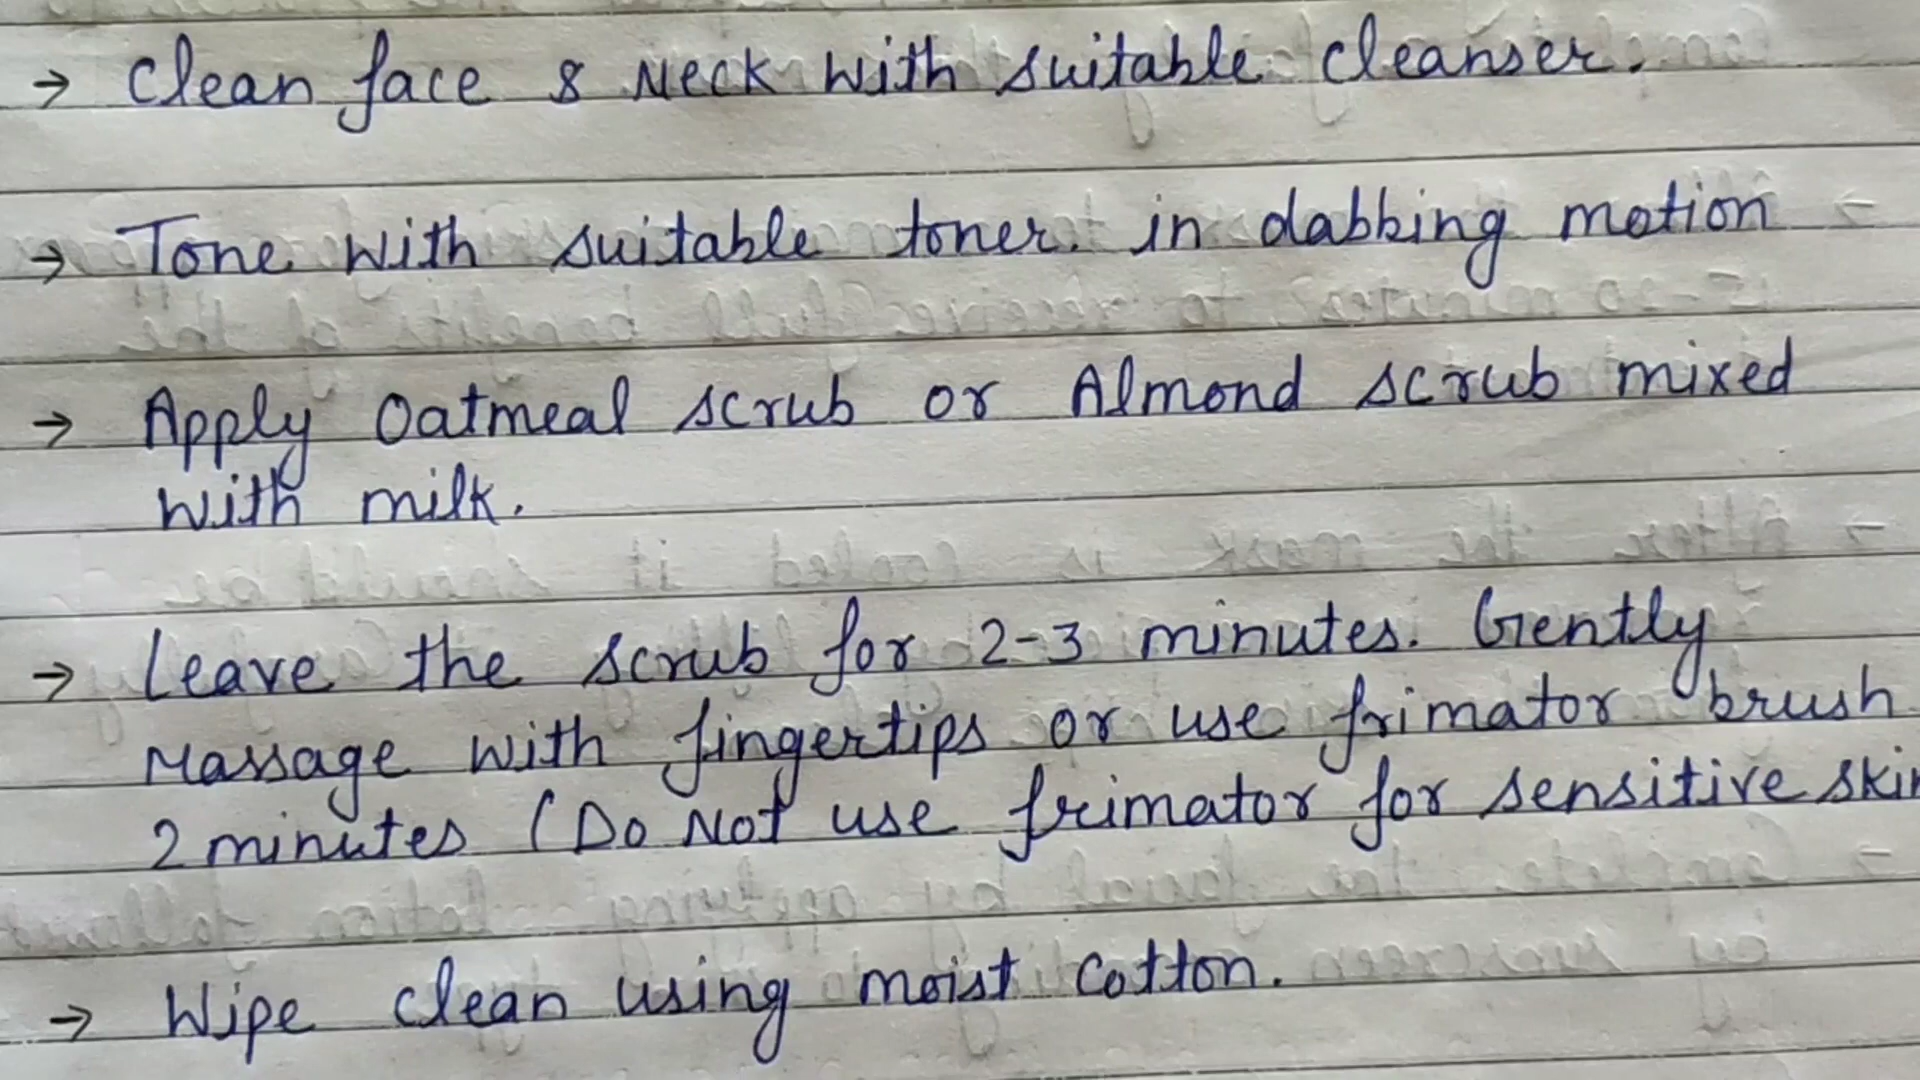 → Clean face & Neck with suitable cleanser.
→ Tone with suitable toner. in dabbing motion
→ Apply Oatmeal scrub or Almond scrub mixed
with milk.
→ Leave the scrub for 2-3 minutes. Gently
Massage with fingertips or use frimator brush
2 minutes (Do Not use frimator for sensitive skin
→ Wipe clean using moist cotton.